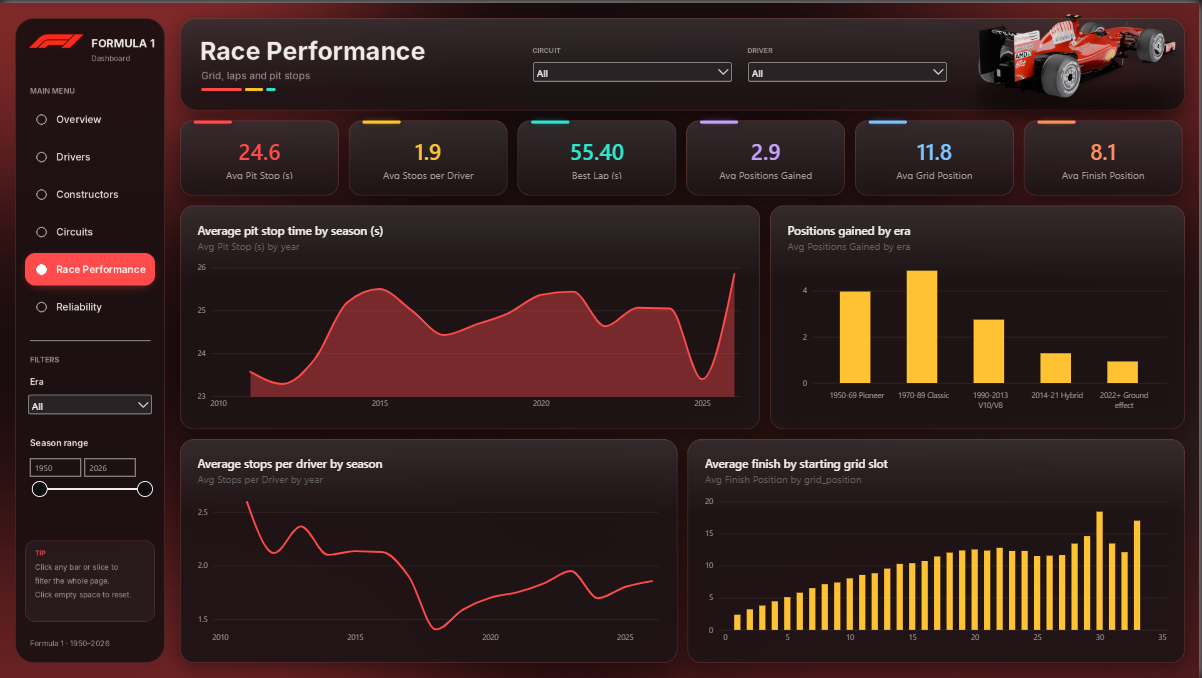 FORMULA 1
Dashboard
MAIN MENU
Overview
Drivers
Constructors
Circuits
Race Performance
Reliability
FILTERS
Era
All
Season range
1950
2026
TIP
Click any bar or slice to
filter the whole page.
Click empty space to reset.
Formula 1 · 1950–2026
Race Performance
Grid, laps and pit stops
CIRCUIT
All
DRIVER
All
24.6
Avg Pit Stop (s)
1.9
Avg Stops per Driver
55.40
Best Lap (s)
2.9
Avg Positions Gained
11.8
Avg Grid Position
8.1
Avg Finish Position
Average pit stop time by season (s)
Avg Pit Stop (s) by year
26
25
24
23
2010 2015 2020 2025
Positions gained by era
Avg Positions Gained by era
4
2
0
1950-69 Pioneer 1970-89 Classic 1990-2013 2014-21 Hybrid 2022+ Ground
V10/V8 effect
Average stops per driver by season
Avg Stops per Driver by year
2.5
2.0
1.5
2010 2015 2020 2025
Average finish by starting grid slot
Avg Finish Position by grid_position
20
15
10
5
0
0 5 10 15 20 25 30 35